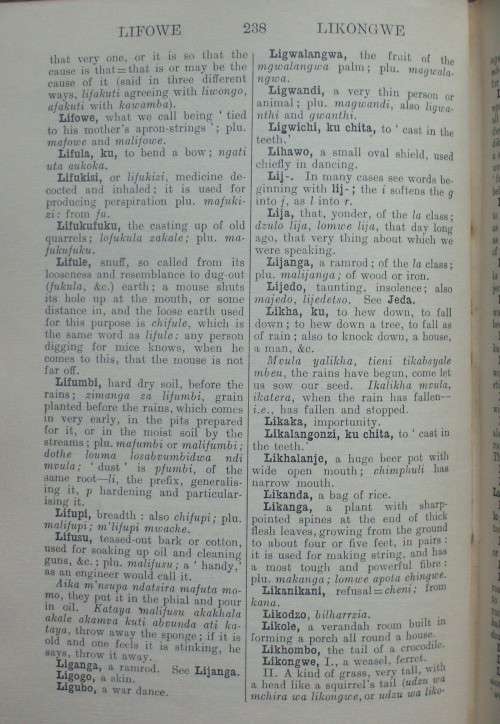 LIFOWE 238 LIKONGWE
that very one, or it is so that the
cause is that=that is or may be the
cause of it (said in three different
ways, lifakuti agreeing with liwongo,
afakuti with kawamba).
Lifowe, what we call being ‘ tied
to his mother's apron-strings ’; plu.
mafowe and malifowe.
Lifula, ku, to bend a bow; ngati
uta aukoka.
Lifukisi, or lifukizi, medicine de-
cocted and inhaled; it is used for
producing perspiration plu. mafuki-
zi: from fu.
Lifukufuku, the casting up of old
quarrels; lofukula zakale; plu. ma-
fukufuku.
Lifule, snuff, so called from its
looseness and resemblance to dug-out
(fukula, &c.) earth; a mouse shuts
its hole up at the mouth, or some
distance in, and the loose earth used
for this purpose is chifule, which is
the same word as lifule: any person
digging for mice knows, when he
comes to this, that the mouse is not
far off.
Lifumbi, hard dry soil, before the
rains; zimanga za lifumbi, grain
planted before the rains, which comes
in very early, in the pits prepared
for it, or in the moist soil by the
streams; plu. mafumbi or malifumbi;
dothe louma losabvumbidwa ndi
mvula; ‘ dust ’ is pfumbi, of the
same root—li, the prefix, generalis-
ing it, p hardening and particular-
ising it.
Lifupi, breadth: also chifupi; plu.
malifupi; m'lifupi mwache.
Lifusu, teased-out bark or cotton,
used for soaking up oil and cleaning
guns, &c.; plu. malifusu; a ‘ handy,’
as an engineer would call it.
Aika m'nsupa ndatsira mafuta mo-
mo, they put it in the phial and pour
in oil. Kataya malifusu akakhala
akale akamva kuti abvunda ati ka-
taya, throw away the sponge; if it is
old and one feels it is stinking, he
says, throw it away.
Liganga, a ramrod. See Lijanga.
Ligogo, a skin.
Ligubo, a war dance.
Ligwalangwa, the fruit of the
mgwalangwa palm; plu. magwala-
ngwa.
Ligwandi, a very thin person or
animal; plu. magwandi, also ligwa-
nthi and gwanthi.
Ligwichi, ku chita, to ‘ cast in the
teeth.’
Lihawo, a small oval shield, used
chiefly in dancing.
Lij-. In many cases see words be-
ginning with lij-; the i softens the g
into j, as l into r.
Lija, that, yonder, of the la class;
dzulo lija, lomwe lija, that day long
ago, that very thing about which we
were speaking.
Lijanga, a ramrod; of the la class;
plu. malijanga; of wood or iron.
Lijedo, taunting, insolence; also
majedo, lijedetso. See Jeda.
Likha, ku, to hew down, to fall
down; to hew down a tree, to fall as
of rain; also to knock down, a house,
a man, &c.
Mvula yalikha, tieni tikabzyale
mbeu, the rains have begun, come let
us sow our seed. Ikalikha mvula,
ikatera, when the rain has fallen--
i.e., has fallen and stopped.
Likaka, importunity.
Likalangonzi, ku chita, to ‘ cast in
the teeth.’
Likhalanje, a huge beer pot with
wide open mouth; chimphuli has
narrow mouth.
Likanda, a bag of rice.
Likanga, a plant with sharp-
pointed spines at the end of thick
flesh leaves, growing from the ground
to about four or five feet, in pairs:
it is used for making string, and has
a most tough and powerful fibre:
plu. makanga; lomwe apota chingwe.
Likanikani, refusal=cheni; from
kana.
Likodzo, bilharzia.
Likole, a verandah room built in
forming a porch all round a house.
Likhombo, the tail of a crocodile.
Likongwe, I., a weasel, ferret.
II. A kind of grass, very tall, with
a head like a squirrel's tail (udzu wa
mchira wa likongwe, or udzu wa liko-